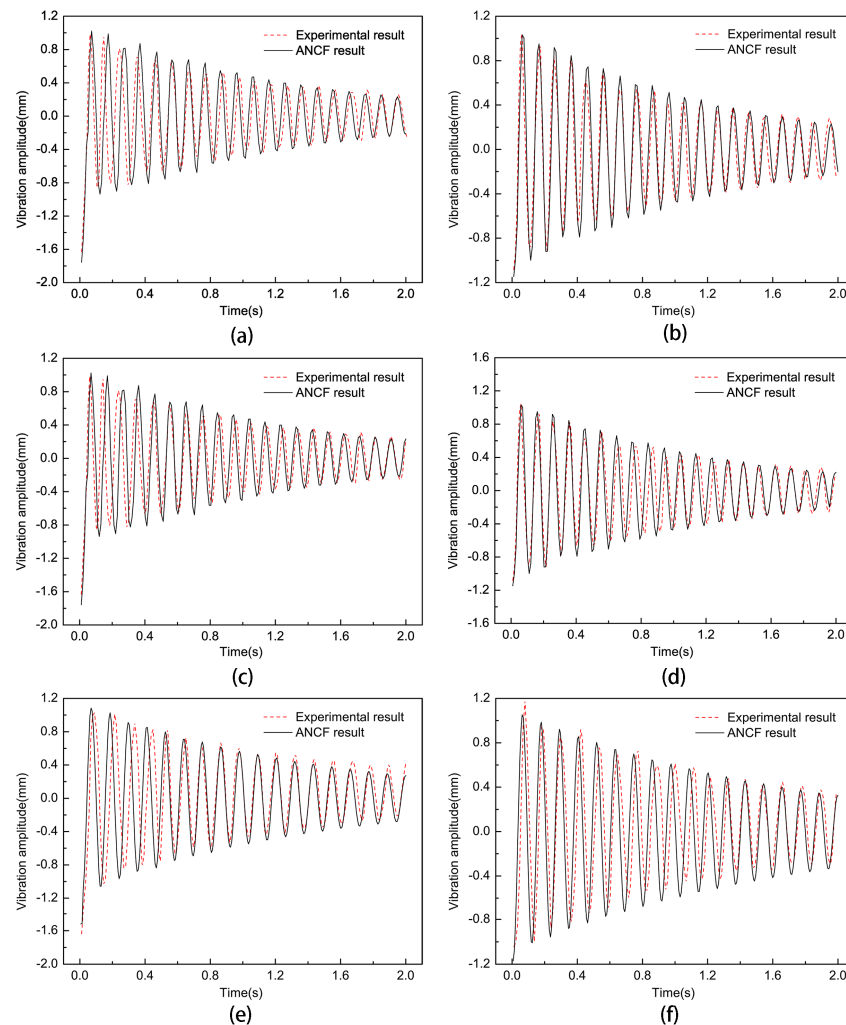 Experimental result
ANCF result
Vibration amplitude(mm)
1.2
0.8
0.4
0.0
-0.4
-0.8
-1.2
-1.6
-2.0
0.0 0.4 0.8 1.2 1.6 2.0
Time(s)
(a)
Experimental result
ANCF result
Vibration amplitude(mm)
1.2
0.8
0.4
0.0
-0.4
-0.8
-1.2
0.0 0.4 0.8 1.2 1.6 2.0
Time(s)
(b)
Experimental result
ANCF result
Vibration amplitude(mm)
1.2
0.8
0.4
0.0
-0.4
-0.8
-1.2
-1.6
-2.0
0.0 0.4 0.8 1.2 1.6 2.0
Time(s)
(c)
Experimental result
ANCF result
Vibration amplitude(mm)
1.6
1.2
0.8
0.4
0.0
-0.4
-0.8
-1.2
-1.6
0.0 0.4 0.8 1.2 1.6 2.0
Time(s)
(d)
Experimental result
ANCF result
Vibration amplitude(mm)
1.2
0.8
0.4
0.0
-0.4
-0.8
-1.2
-1.6
-2.0
0.0 0.4 0.8 1.2 1.6 2.0
Time(s)
(e)
Experimental result
ANCF result
Vibration amplitude(mm)
1.2
0.8
0.4
0.0
-0.4
-0.8
-1.2
0.0 0.4 0.8 1.2 1.6 2.0
Time(s)
(f)